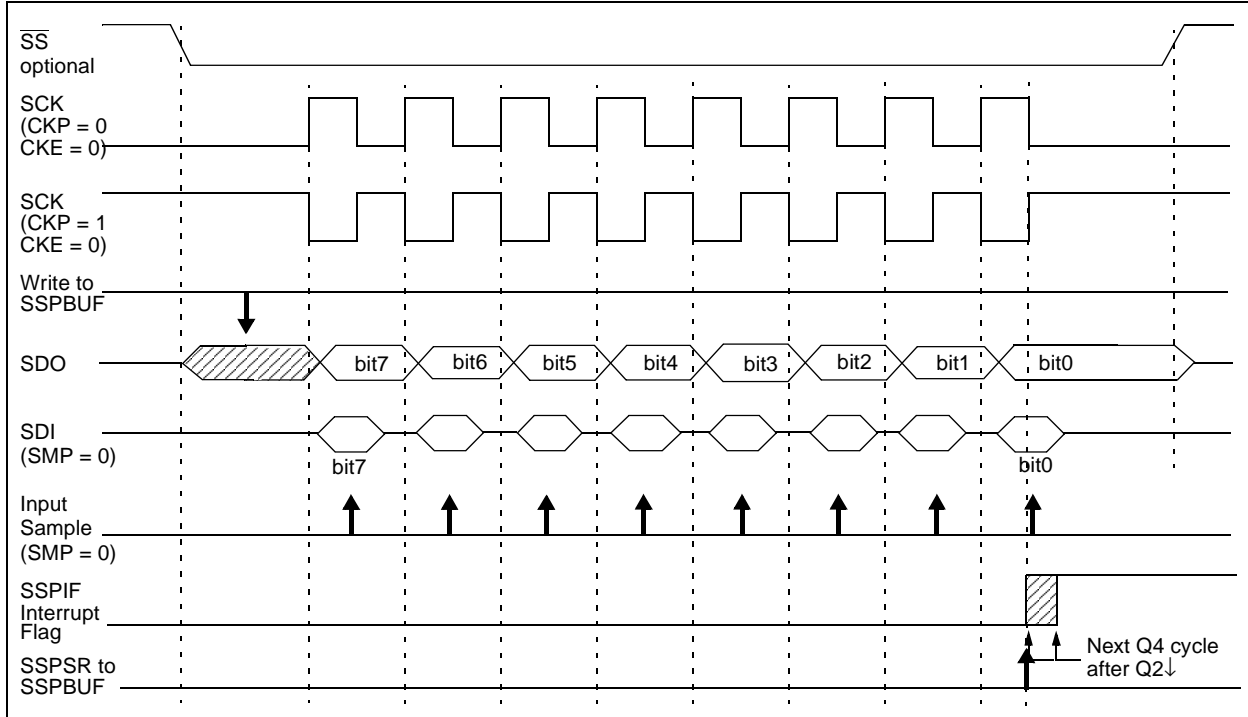 SS
optional
SCK
(CKP = 0
CKE = 0)
SCK
(CKP = 1
CKE = 0)
Write to
SSPBUF
SDO
bit7
bit6
bit5
bit4
bit3
bit2
bit1
bit0
SDI
(SMP = 0)
bit7
bit0
Input
Sample
(SMP = 0)
SSPIF
Interrupt
Flag
Next Q4 cycle
after Q2↓
SSPSR to
SSPBUF